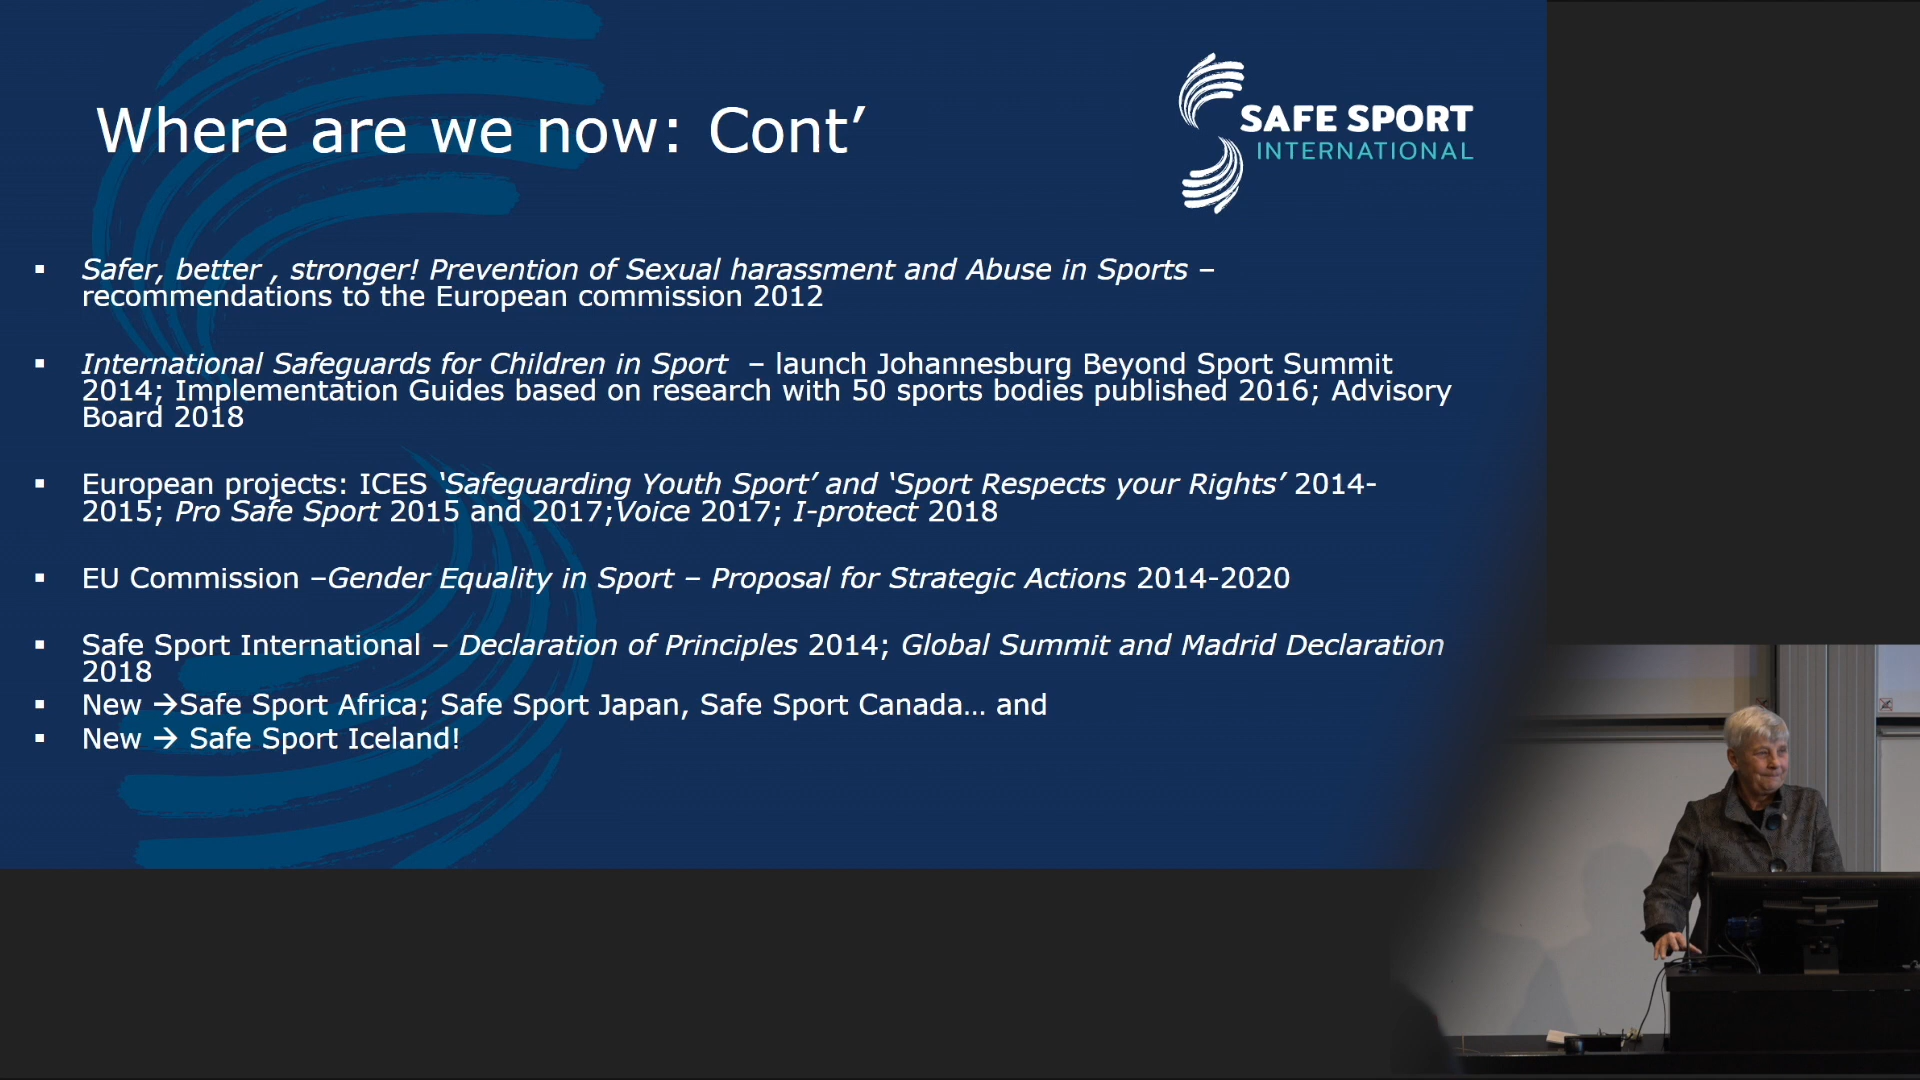 Where are we now: Cont’
SAFE SPORT
INTERNATIONAL
▪ Safer, better , stronger! Prevention of Sexual harassment and Abuse in Sports –
recommendations to the European commission 2012
▪ International Safeguards for Children in Sport – launch Johannesburg Beyond Sport Summit
2014; Implementation Guides based on research with 50 sports bodies published 2016; Advisory
Board 2018
▪ European projects: ICES ‘Safeguarding Youth Sport’ and ‘Sport Respects your Rights’ 2014-
2015; Pro Safe Sport 2015 and 2017;Voice 2017; I-protect 2018
▪ EU Commission –Gender Equality in Sport – Proposal for Strategic Actions 2014-2020
▪ Safe Sport International – Declaration of Principles 2014; Global Summit and Madrid Declaration
2018
▪ New →Safe Sport Africa; Safe Sport Japan, Safe Sport Canada... and
▪ New → Safe Sport Iceland!